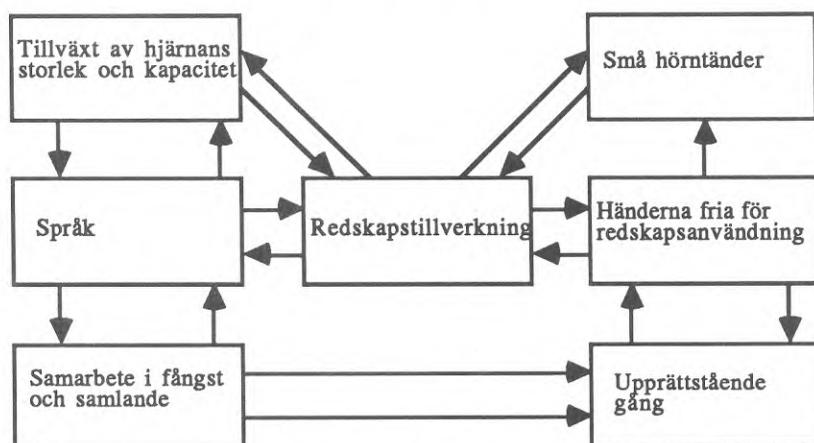 Tillväxt av hjärnans
storlek och kapacitet
Små hörntänder
Språk
Redskapstillverkning
Händerna fria för
redskapsanvändning
Samarbete i fångst
och samlande
Upprättstående
gång